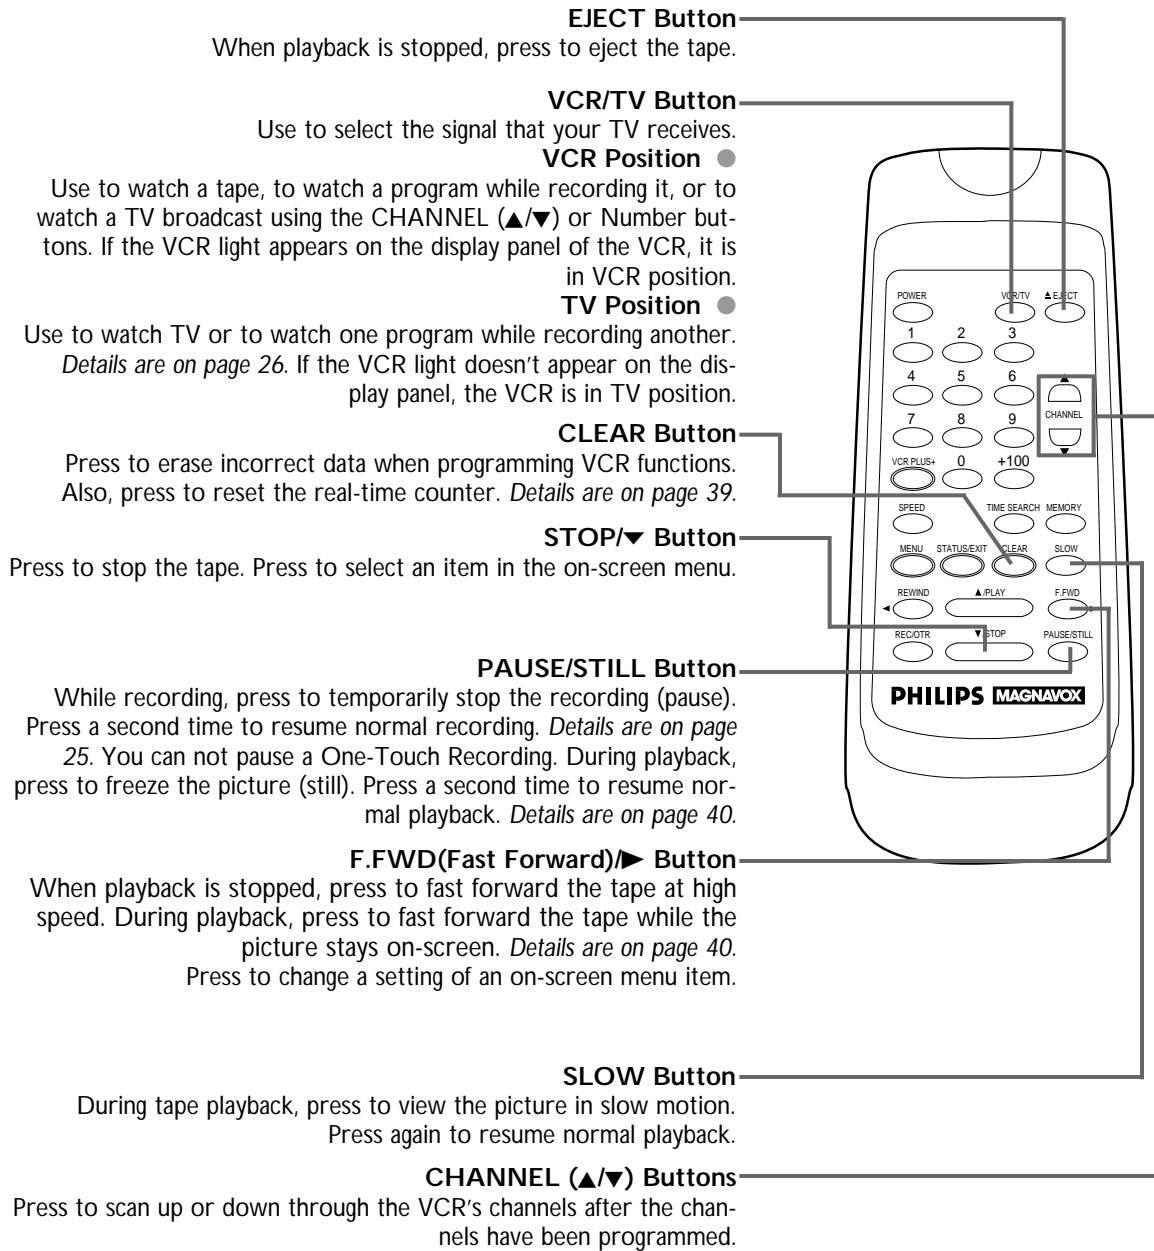 EJECT Button
When playback is stopped, press to eject the tape.
VCR/TV Button
Use to select the signal that your TV receives.
VCR Position ●
Use to watch a tape, to watch a program while recording it, or to
watch a TV broadcast using the CHANNEL (▲/▼) or Number but-
tons. If the VCR light appears on the display panel of the VCR, it is
in VCR position.
TV Position ●
Use to watch TV or to watch one program while recording another.
Details are on page 26. If the VCR light doesn't appear on the dis-
play panel, the VCR is in TV position.
CLEAR Button
Press to erase incorrect data when programming VCR functions.
Also, press to reset the real-time counter. Details are on page 39.
STOP/▼ Button
Press to stop the tape. Press to select an item in the on-screen menu.
PAUSE/STILL Button
While recording, press to temporarily stop the recording (pause).
Press a second time to resume normal recording. Details are on page
25. You can not pause a One-Touch Recording. During playback,
press to freeze the picture (still). Press a second time to resume nor-
mal playback. Details are on page 40.
F.FWD(Fast Forward)/▶ Button
When playback is stopped, press to fast forward the tape at high
speed. During playback, press to fast forward the tape while the
picture stays on-screen. Details are on page 40.
Press to change a setting of an on-screen menu item.
SLOW Button
During tape playback, press to view the picture in slow motion.
Press again to resume normal playback.
CHANNEL (▲/▼) Buttons
Press to scan up or down through the VCR's channels after the chan-
nels have been programmed.
POWER VCR/TV ▲EJECT
1 2 3
4 5 6
▲
CHANNEL
▼
7 8 9
VCR PLUS+ 0 +100
SPEED TIME SEARCH MEMORY
MENU STATUS/EXIT CLEAR SLOW
◀ REWIND ▲/PLAY F.FWD ▶
REC/OTR ▼/STOP PAUSE/STILL
PHILIPS MAGNAVOX